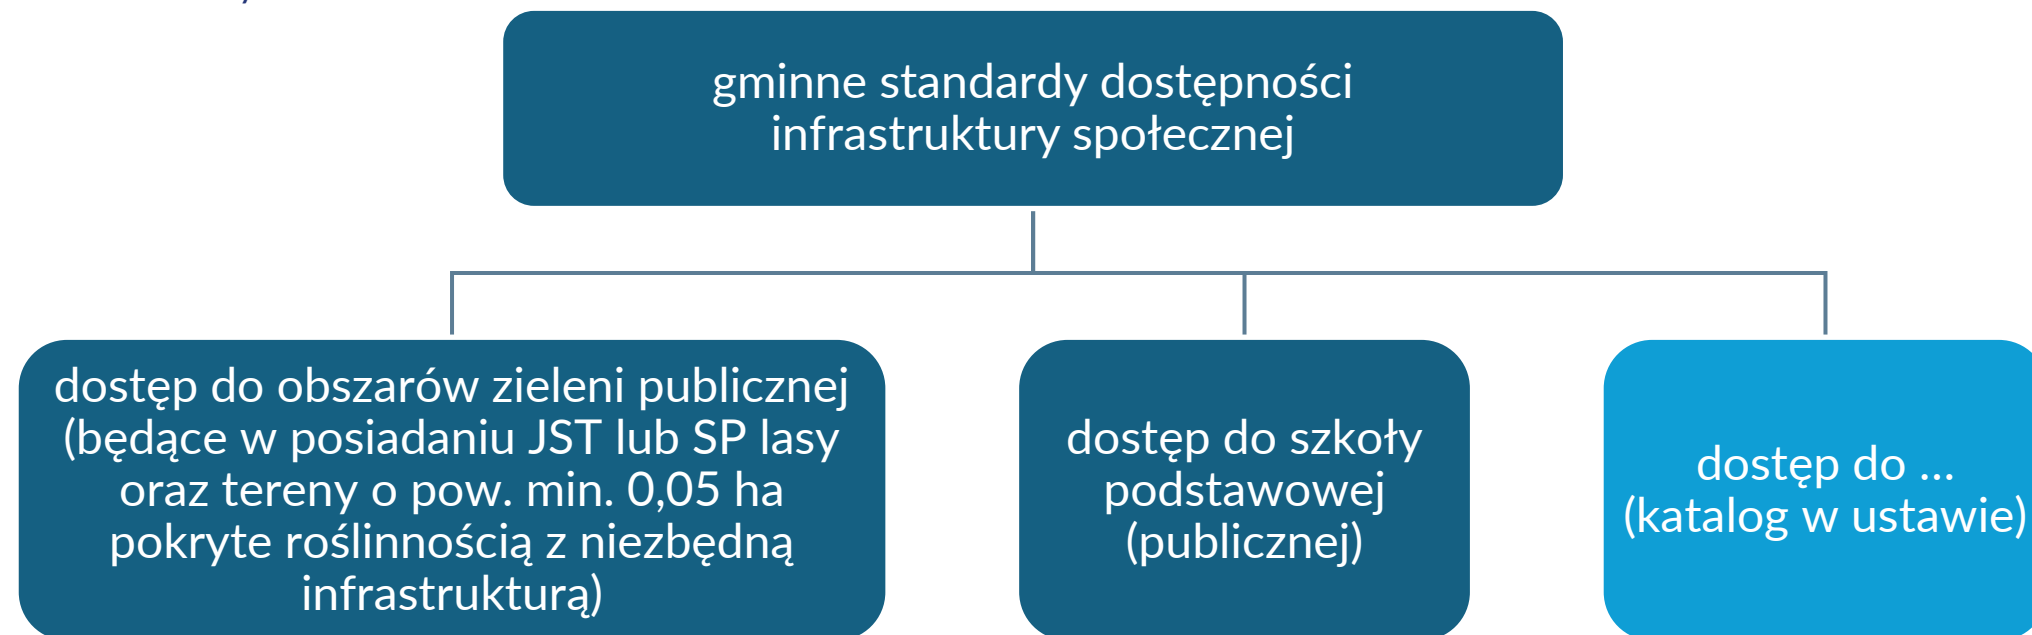 gminne standardy dostępności
infrastruktury społecznej
dostęp do obszarów zieleni publicznej
(będące w posiadaniu JST lub SP lasy
oraz tereny o pow. min. 0,05 ha
pokryte roślinnością z niezbędną
infrastrukturą)
dostęp do szkoły
podstawowej
(publicznej)
dostęp do ...
(katalog w ustawie)